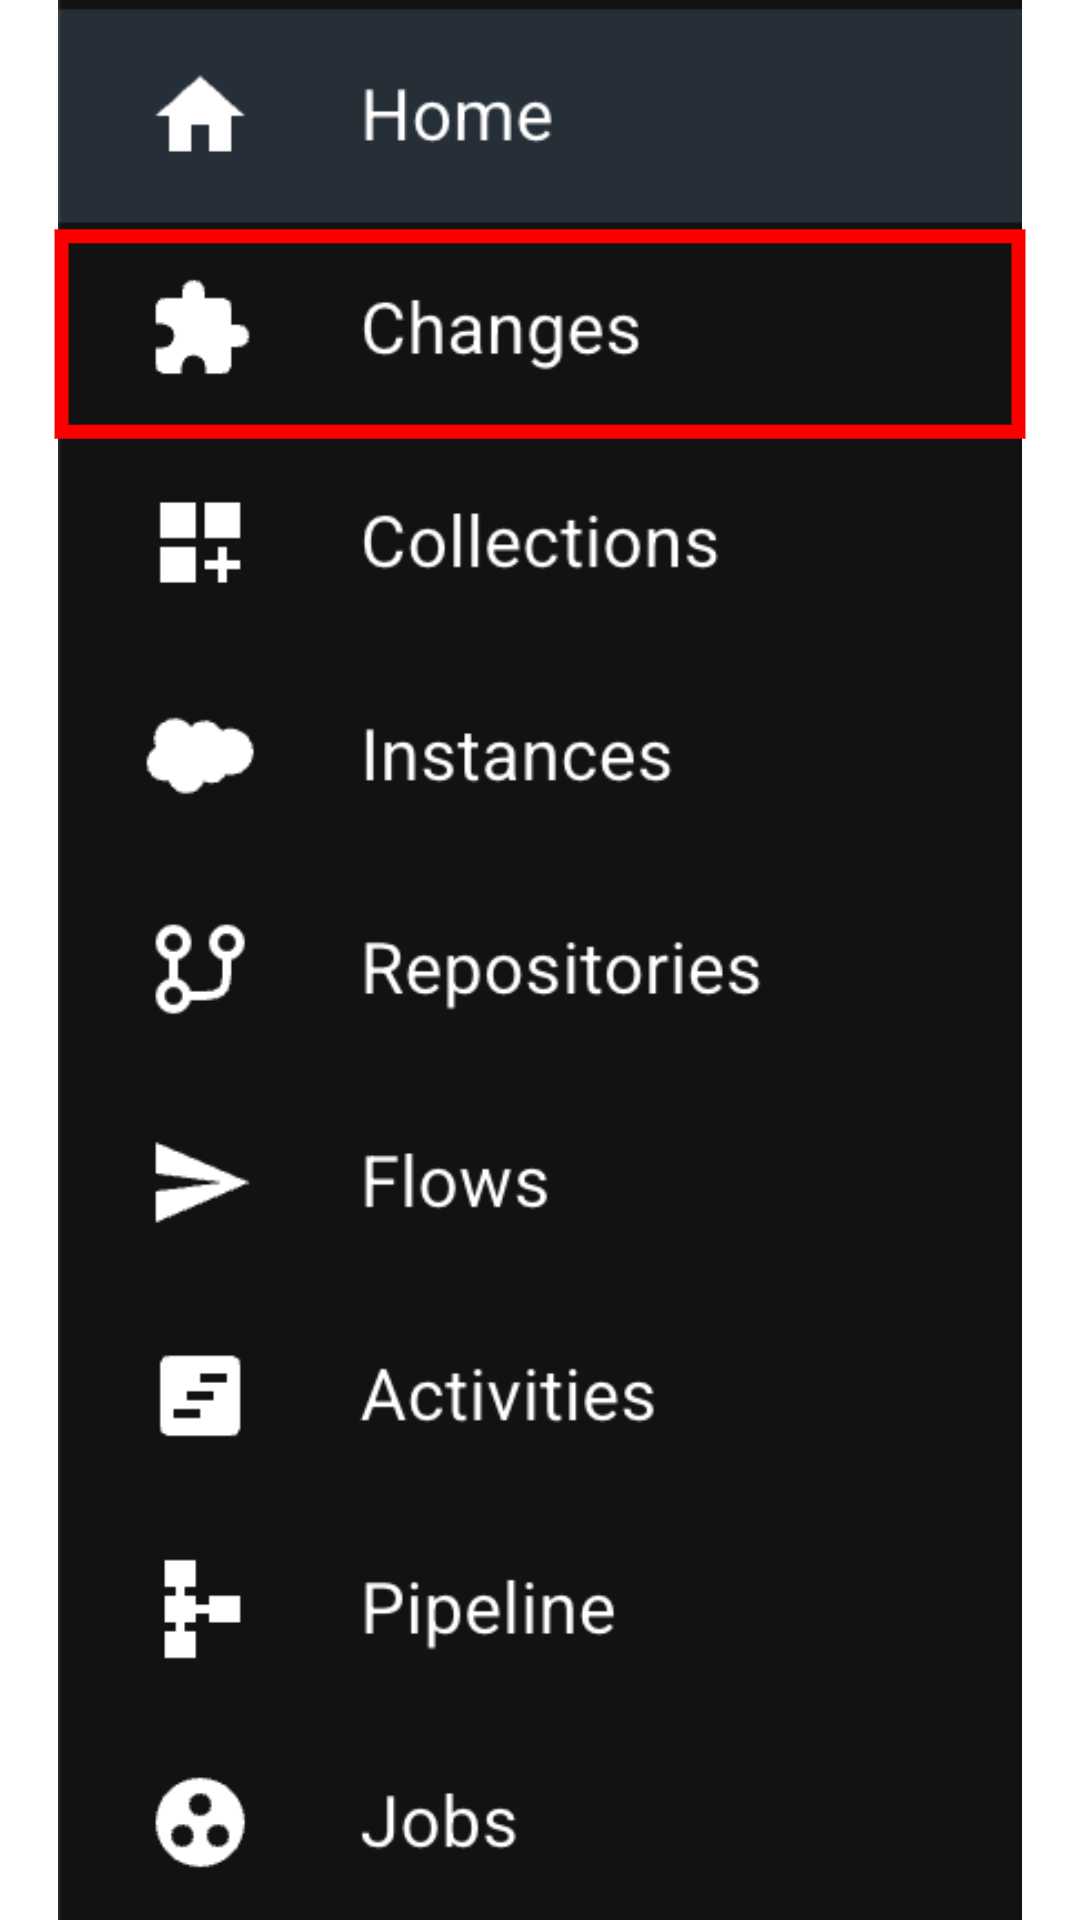 Home
Changes
Collections
Instances
Repositories
Flows
Activities
Pipeline
Jobs